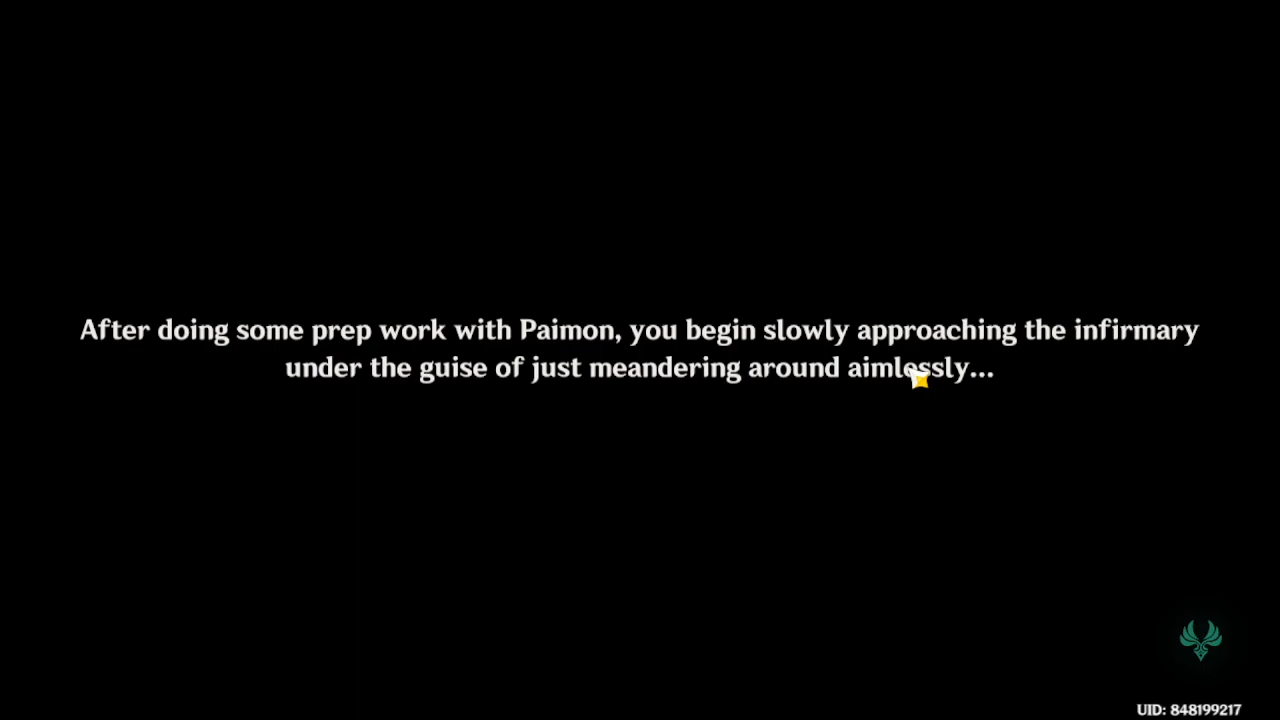 After doing some prep work with Paimon, you begin slowly approaching the infirmary
under the guise of just meandering around aimlessly...
UID: 848199217